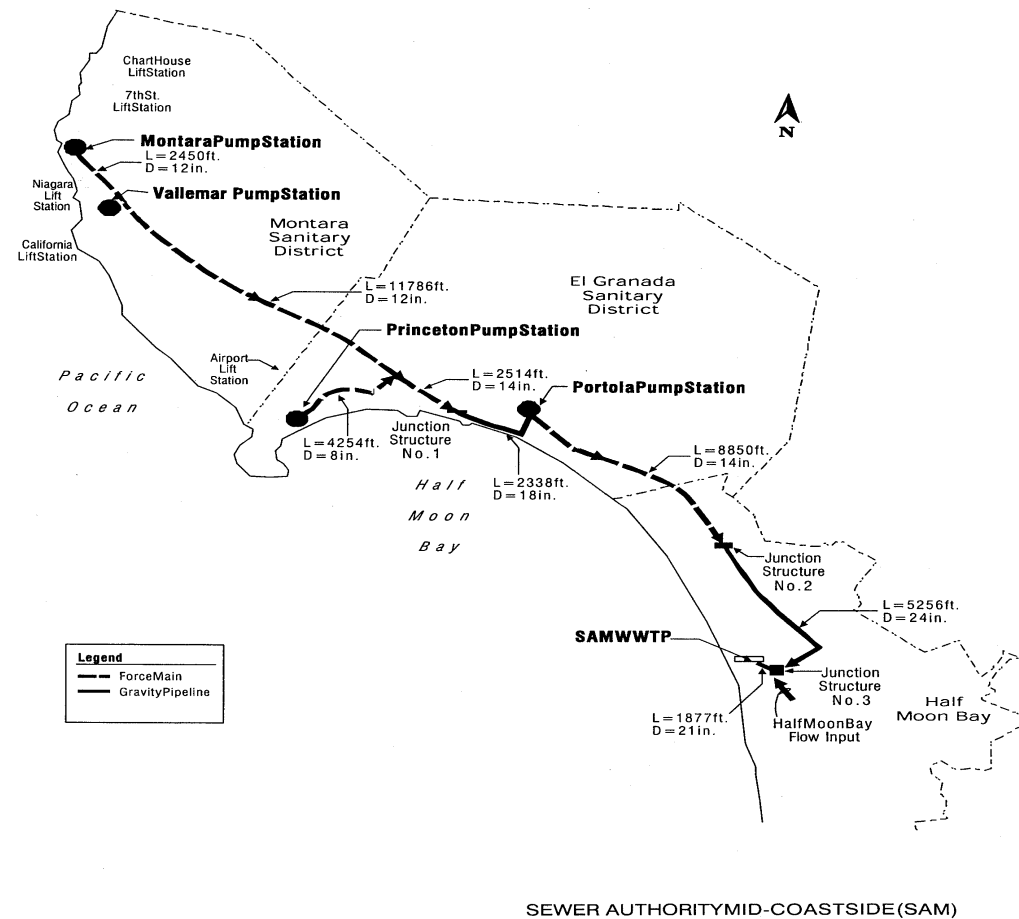 ChartHouse
LiftStation
7thSt.
LiftStation
MontaraPumpStation
L=2450ft.
D=12in.
Niagara
Lift
Station
Vallemar PumpStation
California
LiftStation
Montara
Sanitary
District
L=11786ft.
D=12in.
El Granada
Sanitary
District
N
PrincetonPumpStation
Airport
Lift
Station
Pacific
Ocean
L=2514ft.
D=14in.
PortolaPumpStation
L=4254ft.
D=8in.
Junction
Structure
No.1
L=8850ft.
D=14in.
L=2338ft.
D=18in.
Half
Moon
Bay
Junction
Structure
No.2
L=5256ft.
D=24in.
SAMWWTP
Junction
Structure
No.3
L=1877ft.
D=21in.
HalfMoonBay
Flow Input
Half
Moon Bay
Legend
ForceMain
GravityPipeline
SEWER AUTHORITYMID-COASTSIDE(SAM)